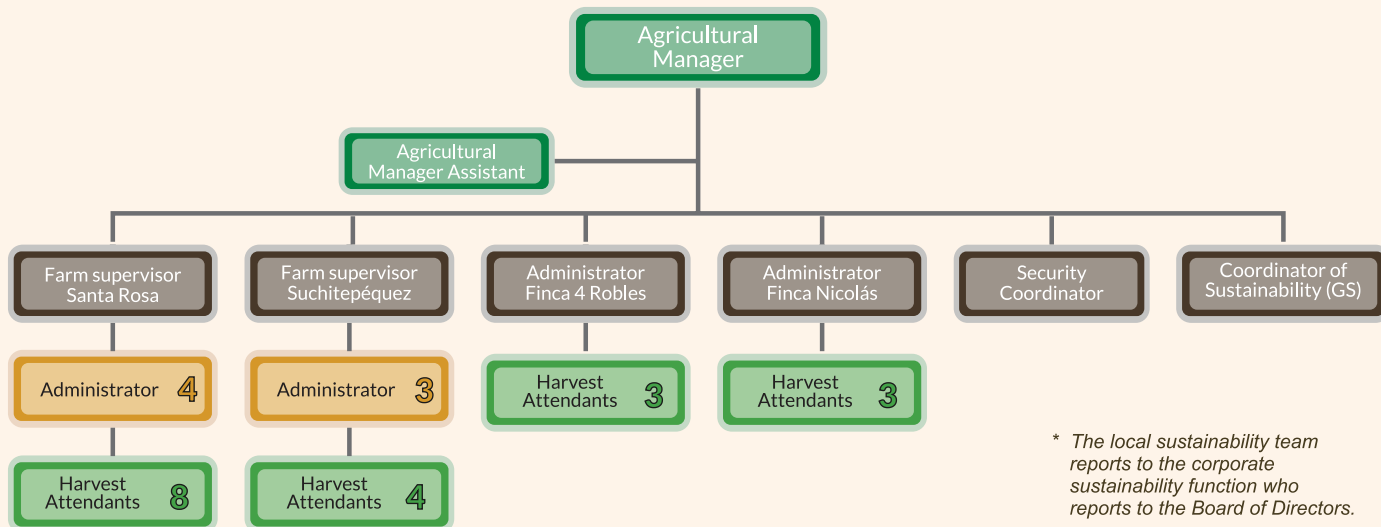 Agricultural
Manager
Agricultural
Manager Assistant
Farm supervisor
Santa Rosa
Farm supervisor
Suchitepéquez
Administrator
Finca 4 Robles
Administrator
Finca Nicolás
Security
Coordinator
Coordinator of
Sustainability (GS)
Administrator 4
Administrator 3
Harvest
Attendants 3
Harvest
Attendants 3
Harvest
Attendants 8
Harvest
Attendants 4
* The local sustainability team
reports to the corporate
sustainability function who
reports to the Board of Directors.